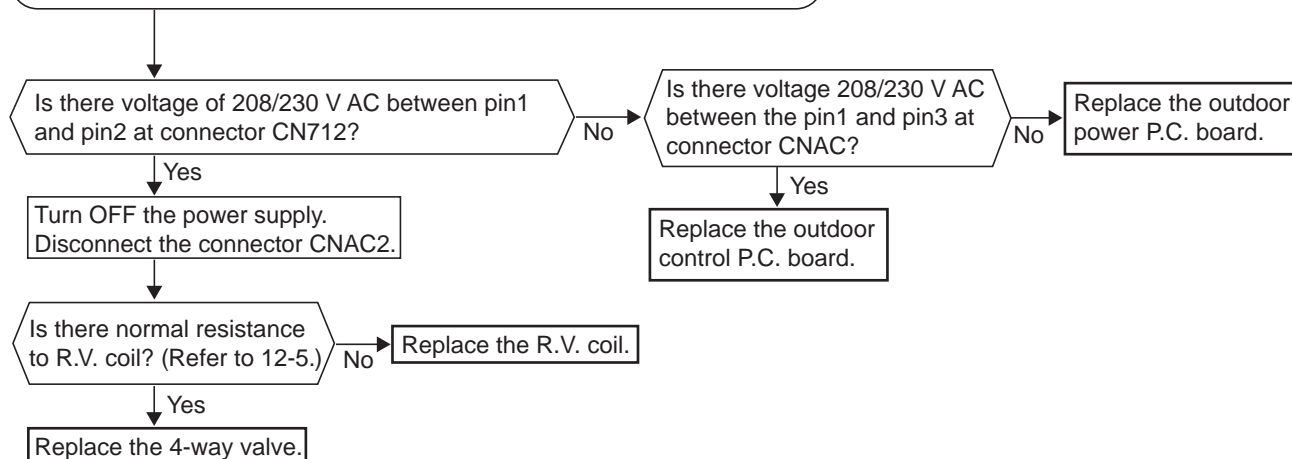 Is there voltage of 208/230 V AC between pin1
and pin2 at connector CN712?
No
Is there voltage 208/230 V AC
between the pin1 and pin3 at
connector CNAC?
No
Replace the outdoor
power P.C. board.
Yes
Turn OFF the power supply.
Disconnect the connector CNAC2.
Yes
Replace the outdoor
control P.C. board.
Is there normal resistance
to R.V. coil? (Refer to 12-5.)
No
Replace the R.V. coil.
Yes
Replace the 4-way valve.